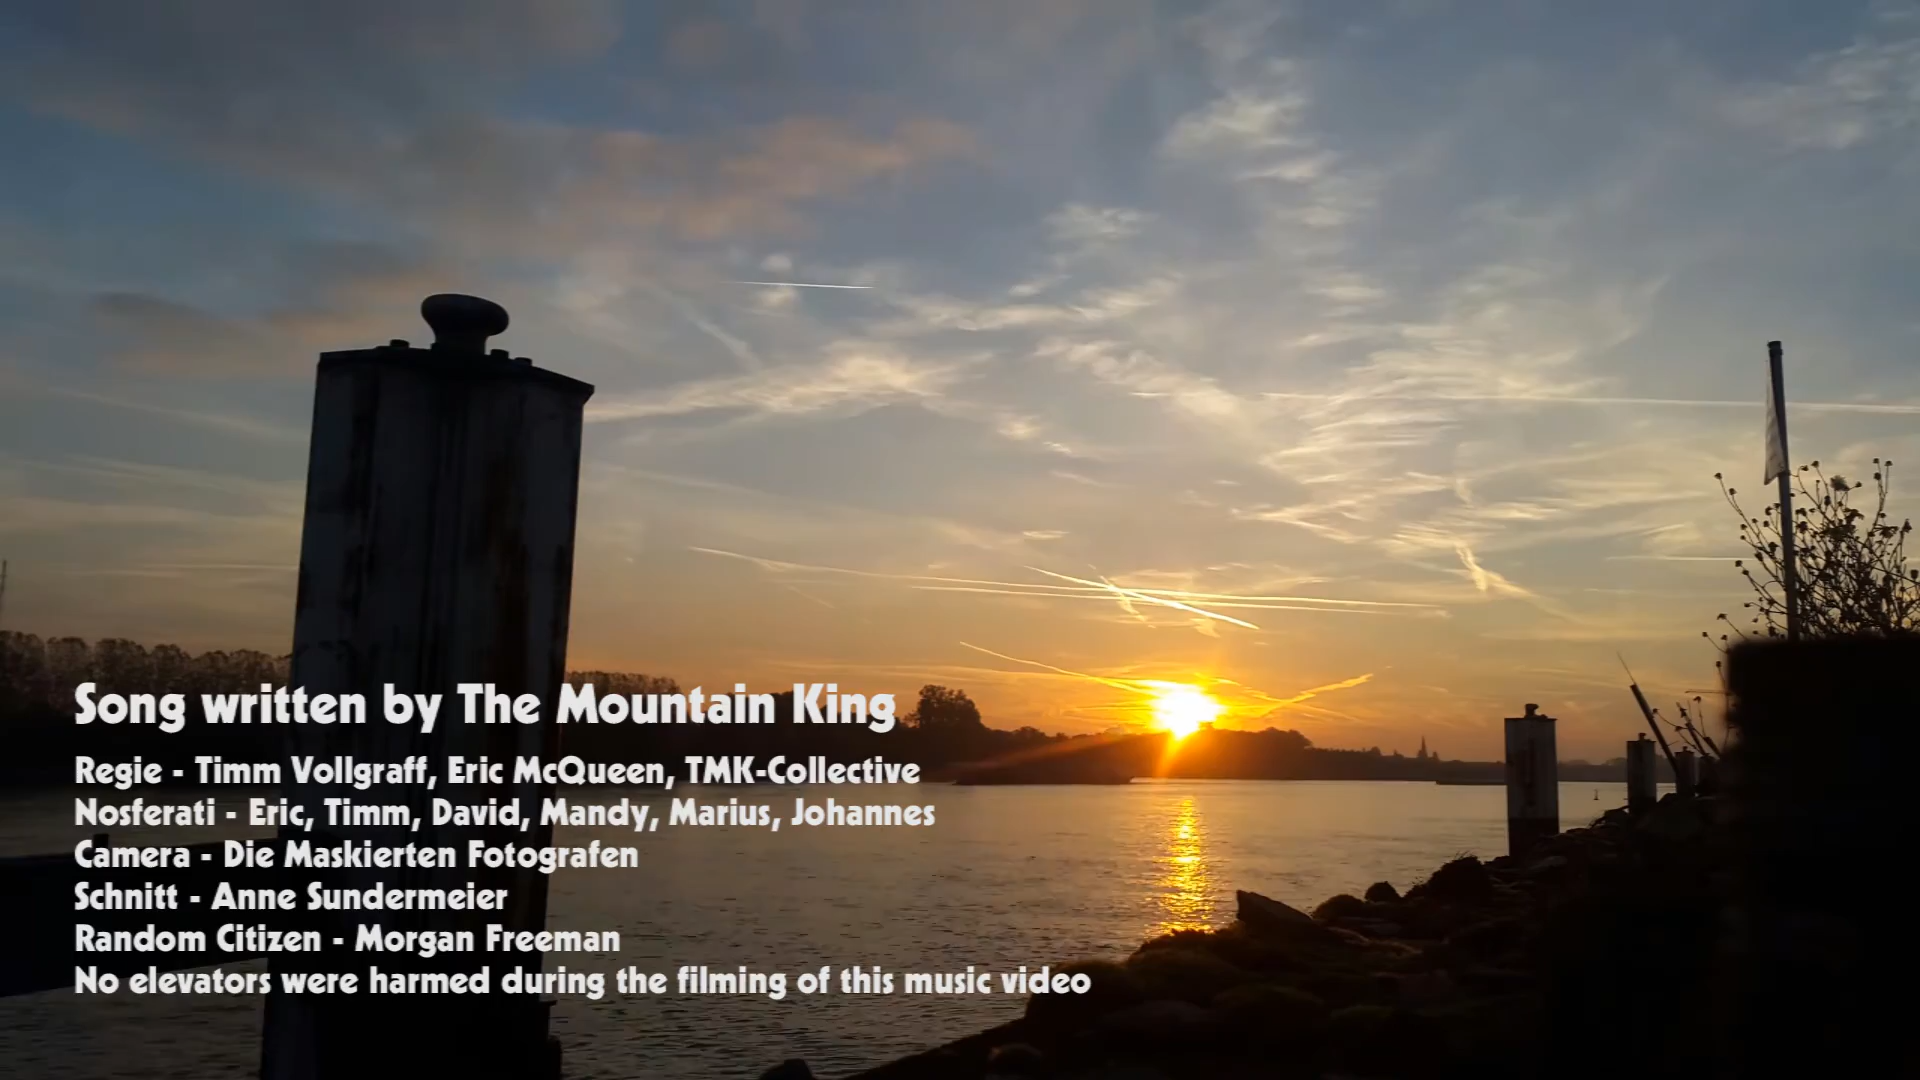 Song written by The Mountain King
Regie - Timm Vollgraff, Eric McQueen, TMK-Collective
Nosferati - Eric, Timm, David, Mandy, Marius, Johannes
Camera - Die Maskierten Fotografen
Schnitt - Anne Sundermeier
Random Citizen - Morgan Freeman
No elevators were harmed during the filming of this music video